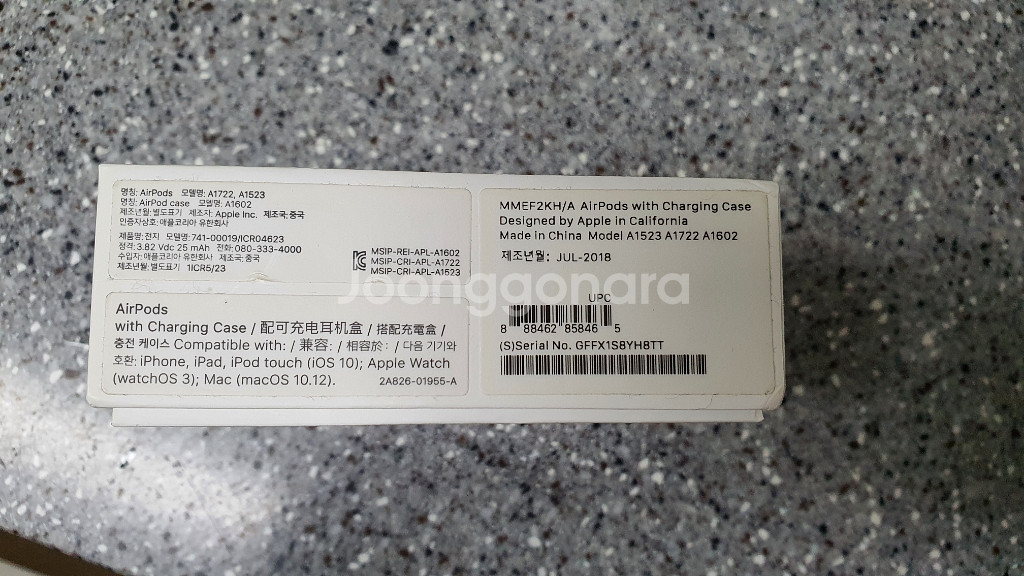 명칭: AirPods 모델명: A1722, A1523
명칭: AirPod case 모델명: A1602
제조년월:별도표기 제조자: Apple Inc. 제조국:중국
인증자상호:애플코리아 유한회사
제품명:전지 모델명:741-00019/ICR04623
정격:3.82 Vdc 25 mAh 전화:080-333-4000
수입자:애플코리아 유한회사 제조국:중국
제조년월:별도표기 1ICR5/23
MSIP-REI-APL-A1602
MSIP-CRI-APL-A1722
MSIP-CRI-APL-A1523
AirPods
with Charging Case / 配可充电耳机盒 / 搭配充電盒 /
충전 케이스 Compatible with: / 兼容: / 相容於: / 다음 기기와
호환: iPhone, iPad, iPod touch (iOS 10); Apple Watch
(watchOS 3); Mac (macOS 10.12).
2A826-01955-A
MMEF2KH/A AirPods with Charging Case
Designed by Apple in California
Made in China Model A1523 A1722 A1602
제조년월: JUL-2018
UPC
8 88462 85846 5
(S)Serial No. GFFX1S8YH8TT
Joonggonara